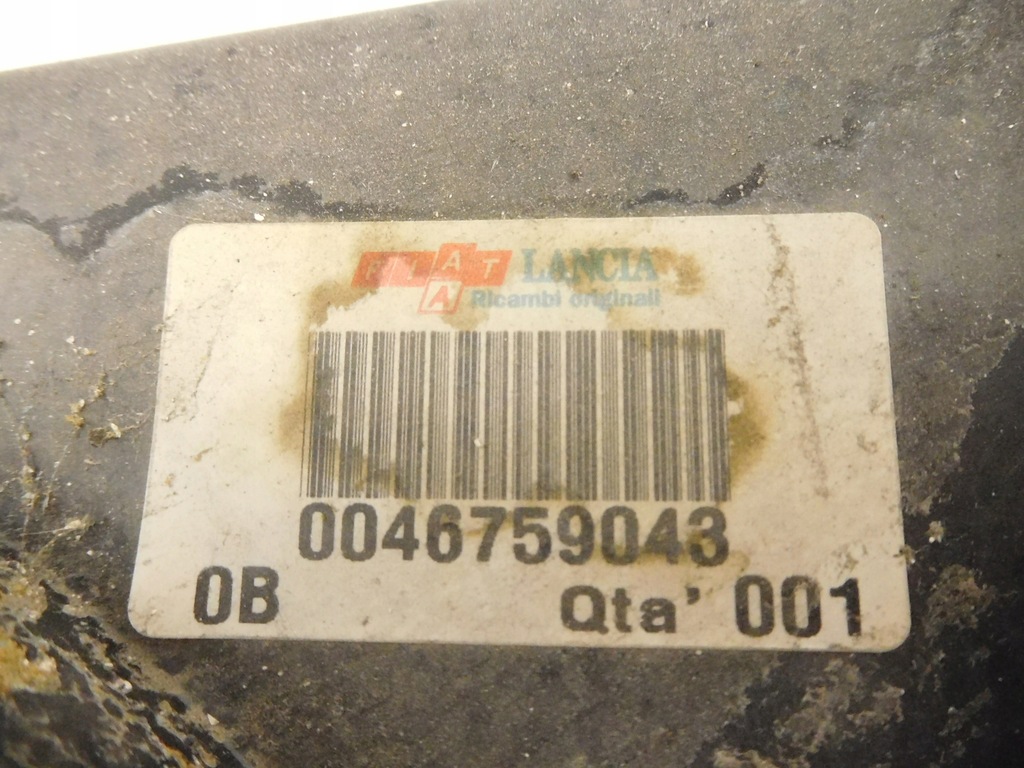 FIAT LANCIA
A Ricambi originali
0046759043
0B Qta' 001